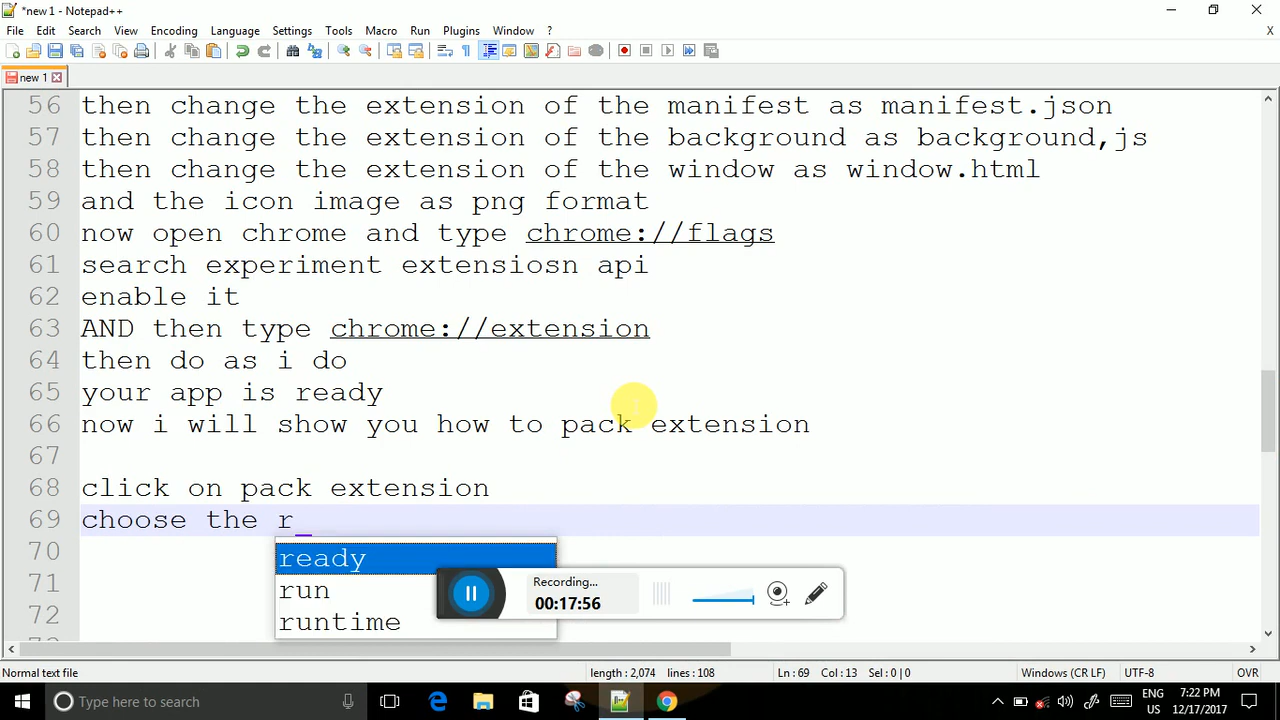 *new 1 - Notepad++
File Edit Search View Encoding Language Settings Tools Macro Run Plugins Window ? X
new 1
56 then change the extension of the manifest as manifest.json
57 then change the extension of the background as background,js
58 then change the extension of the window as window.html
59 and the icon image as png format
60 now open chrome and type chrome://flags
61 search experiment extensiosn api
62 enable it
63 AND then type chrome://extension
64 then do as i do
65 your app is ready
66 now i will show you how to pack extension
67
68 click on pack extension
69 choose the r
70 ready
71 run
72 runtime
Recording...
00:17:56
Normal text file length : 2,074 lines : 108 Ln : 69 Col : 13 Sel : 0 | 0 Windows (CR LF) UTF-8 OVR
Type here to search
ENG 7:22 PM
US 12/17/2017